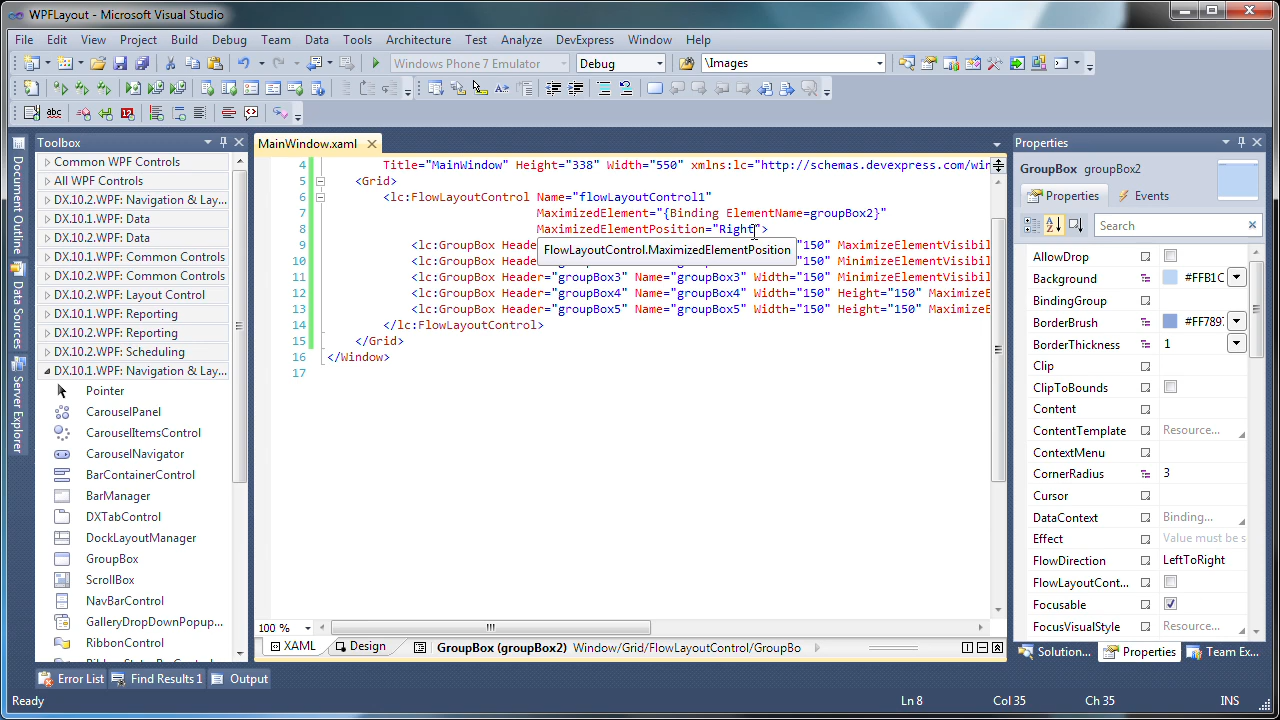 WPFLayout - Microsoft Visual Studio
File Edit View Project Build Debug Team Data Tools Architecture Test Analyze DevExpress Window Help
Windows Phone 7 Emulator Debug \Images
Toolbox
Common WPF Controls
All WPF Controls
DX.10.2.WPF: Navigation & Lay...
DX.10.1.WPF: Data
DX.10.2.WPF: Data
DX.10.1.WPF: Common Controls
DX.10.2.WPF: Common Controls
DX.10.2.WPF: Layout Control
DX.10.1.WPF: Reporting
DX.10.2.WPF: Reporting
DX.10.2.WPF: Scheduling
DX.10.1.WPF: Navigation & Lay...
Pointer
CarouselPanel
CarouselItemsControl
CarouselNavigator
BarContainerControl
BarManager
DXTabControl
DockLayoutManager
GroupBox
ScrollBox
NavBarControl
GalleryDropDownPopup...
RibbonControl
Toolbox
Data Sources
Server Explorer
MainWindow.xaml
4 Title="MainWindow" Height="338" Width="550" xmlns:lc="http://schemas.devexpress.com/win
5 <Grid>
6 <lc:FlowLayoutControl Name="flowLayoutControl1"
7 MaximizedElement="{Binding ElementName=groupBox2}"
8 MaximizedElementPosition="Right">
9 <lc:GroupBox Heade ="150" MaximizeElementVisibil
FlowLayoutControl.MaximizedElementPosition
10 <lc:GroupBox Heade ="150" MinimizeElementVisibil
11 <lc:GroupBox Header="groupBox3" Name="groupBox3" Width="150" MinimizeElementVisibil
12 <lc:GroupBox Header="groupBox4" Name="groupBox4" Width="150" Height="150" MaximizeE
13 <lc:GroupBox Header="groupBox5" Name="groupBox5" Width="150" Height="150" MaximizeE
14 </lc:FlowLayoutControl>
15 </Grid>
16 </Window>
17
100 %
XAML Design GroupBox (groupBox2) Window/Grid/FlowLayoutControl/GroupBo
Properties
GroupBox groupBox2
Properties Events
Search
AllowDrop
Background #FFB1C
BindingGroup
BorderBrush #FF789
BorderThickness 1
Clip
ClipToBounds
Content
ContentTemplate Resource...
ContextMenu
CornerRadius 3
Cursor
DataContext Binding...
Effect Value must be s
FlowDirection LeftToRight
FlowLayoutCont...
Focusable
FocusVisualStyle Resource...
Solution... Properties Team Ex...
Error List Find Results 1 Output
Ready Ln 8 Col 35 Ch 35 INS